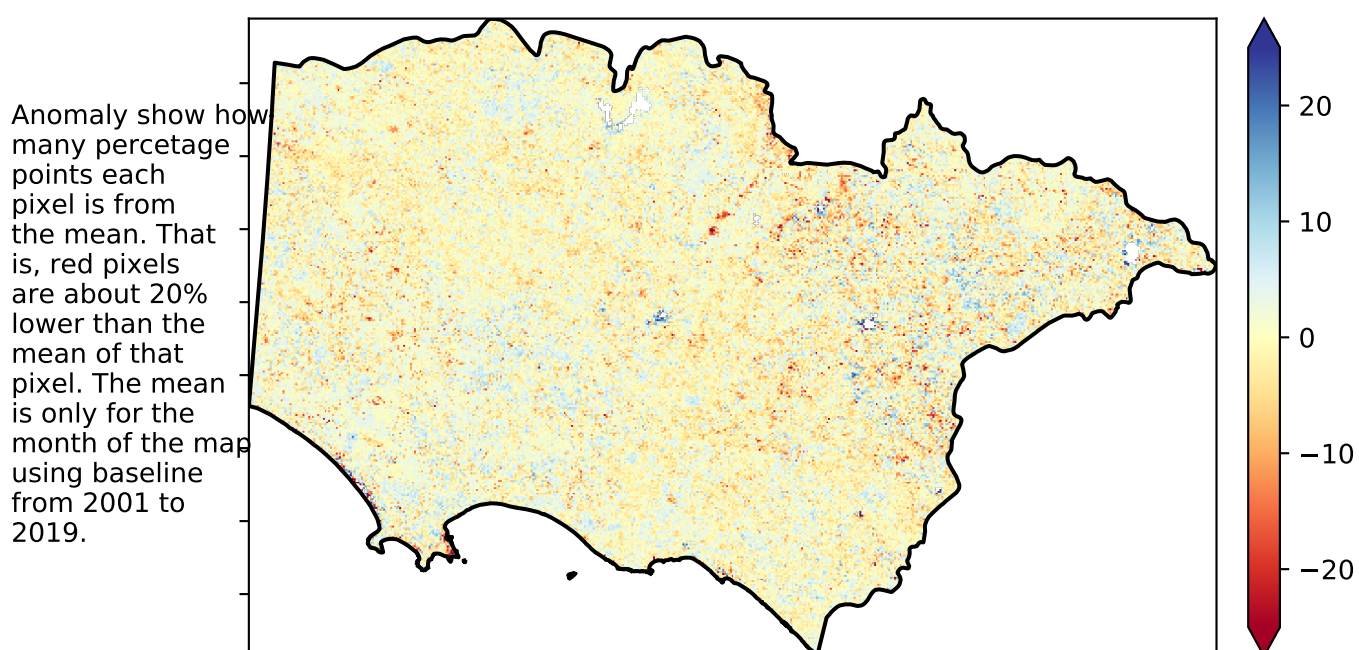 Anomaly show how
many percetage
points each
pixel is from
the mean. That
is, red pixels
are about 20%
lower than the
mean of that
pixel. The mean
is only for the
month of the map
using baseline
from 2001 to
2019.
20
10
0
−10
−20